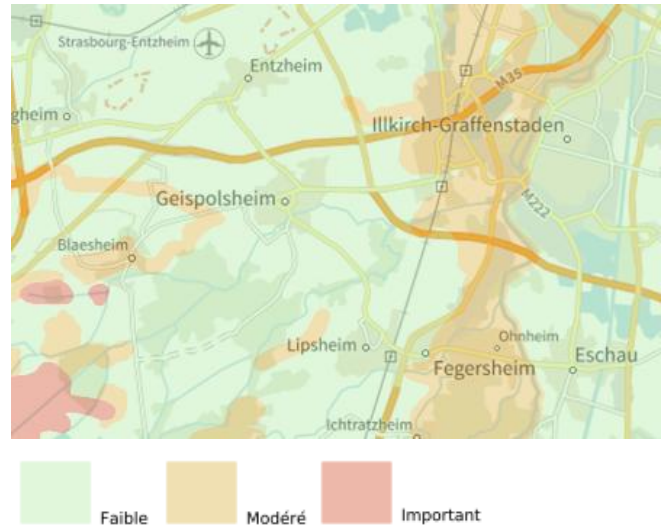 Strasbourg-Entzheim
Entzheim
M35
gheim
Illkirch-Graffenstaden
Geispolsheim
M222
Blaesheim
Lipsheim
Ohnheim
Eschau
Fegersheim
Ichtratzheim
Faible Modéré Important